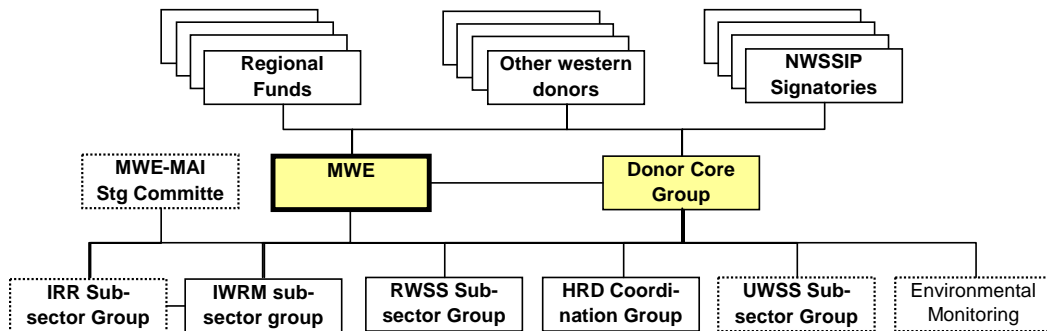 Regional
Funds
Other western
donors
NWSSIP
Signatories
MWE-MAI
Stg Committe
MWE
Donor Core
Group
IRR Sub-
sector Group
IWRM sub-
sector group
RWSS Sub-
sector Group
HRD Coordi-
nation Group
UWSS Sub-
sector Group
Environmental
Monitoring